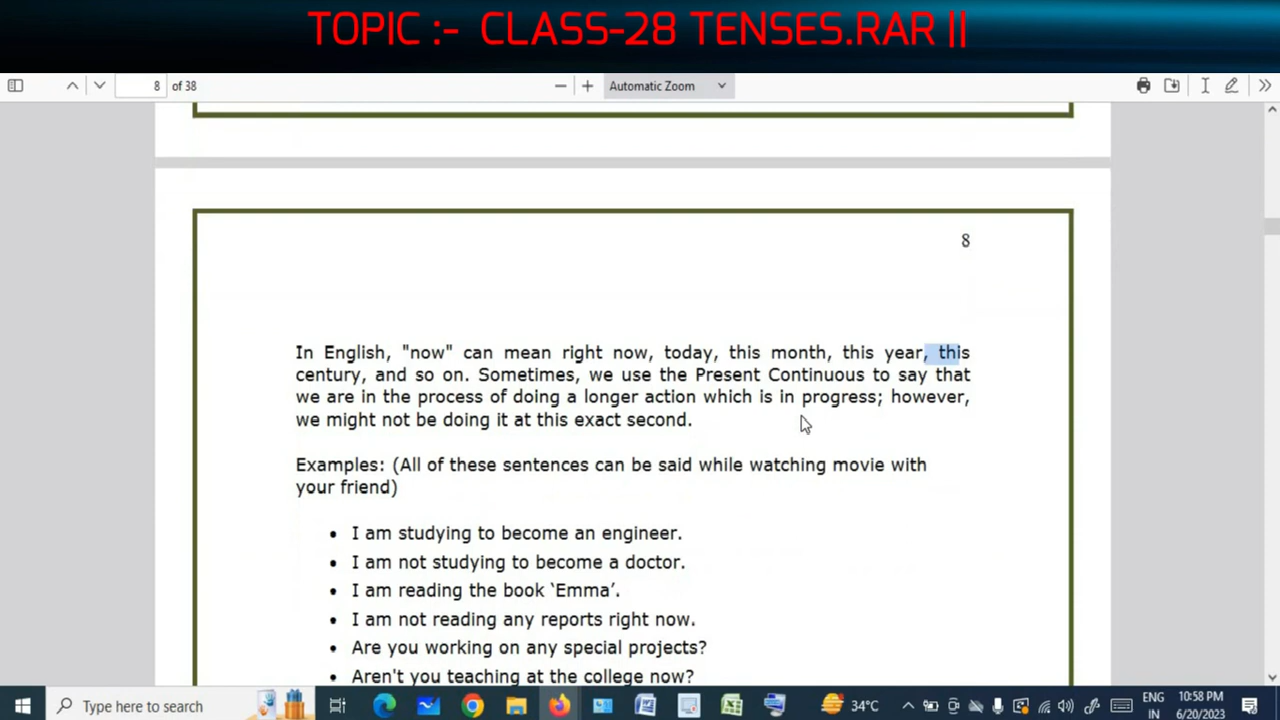 TOPIC :- CLASS-28 TENSES.RAR ||
8 of 38
Automatic Zoom
8
In English, "now" can mean right now, today, this month, this year, this
century, and so on. Sometimes, we use the Present Continuous to say that
we are in the process of doing a longer action which is in progress; however,
we might not be doing it at this exact second.
Examples: (All of these sentences can be said while watching movie with
your friend)
• I am studying to become an engineer.
• I am not studying to become a doctor.
• I am reading the book ‘Emma’.
• I am not reading any reports right now.
• Are you working on any special projects?
• Aren't you teaching at the college now?
Type here to search
34°C
ENG
IN
10:58 PM
6/20/2023